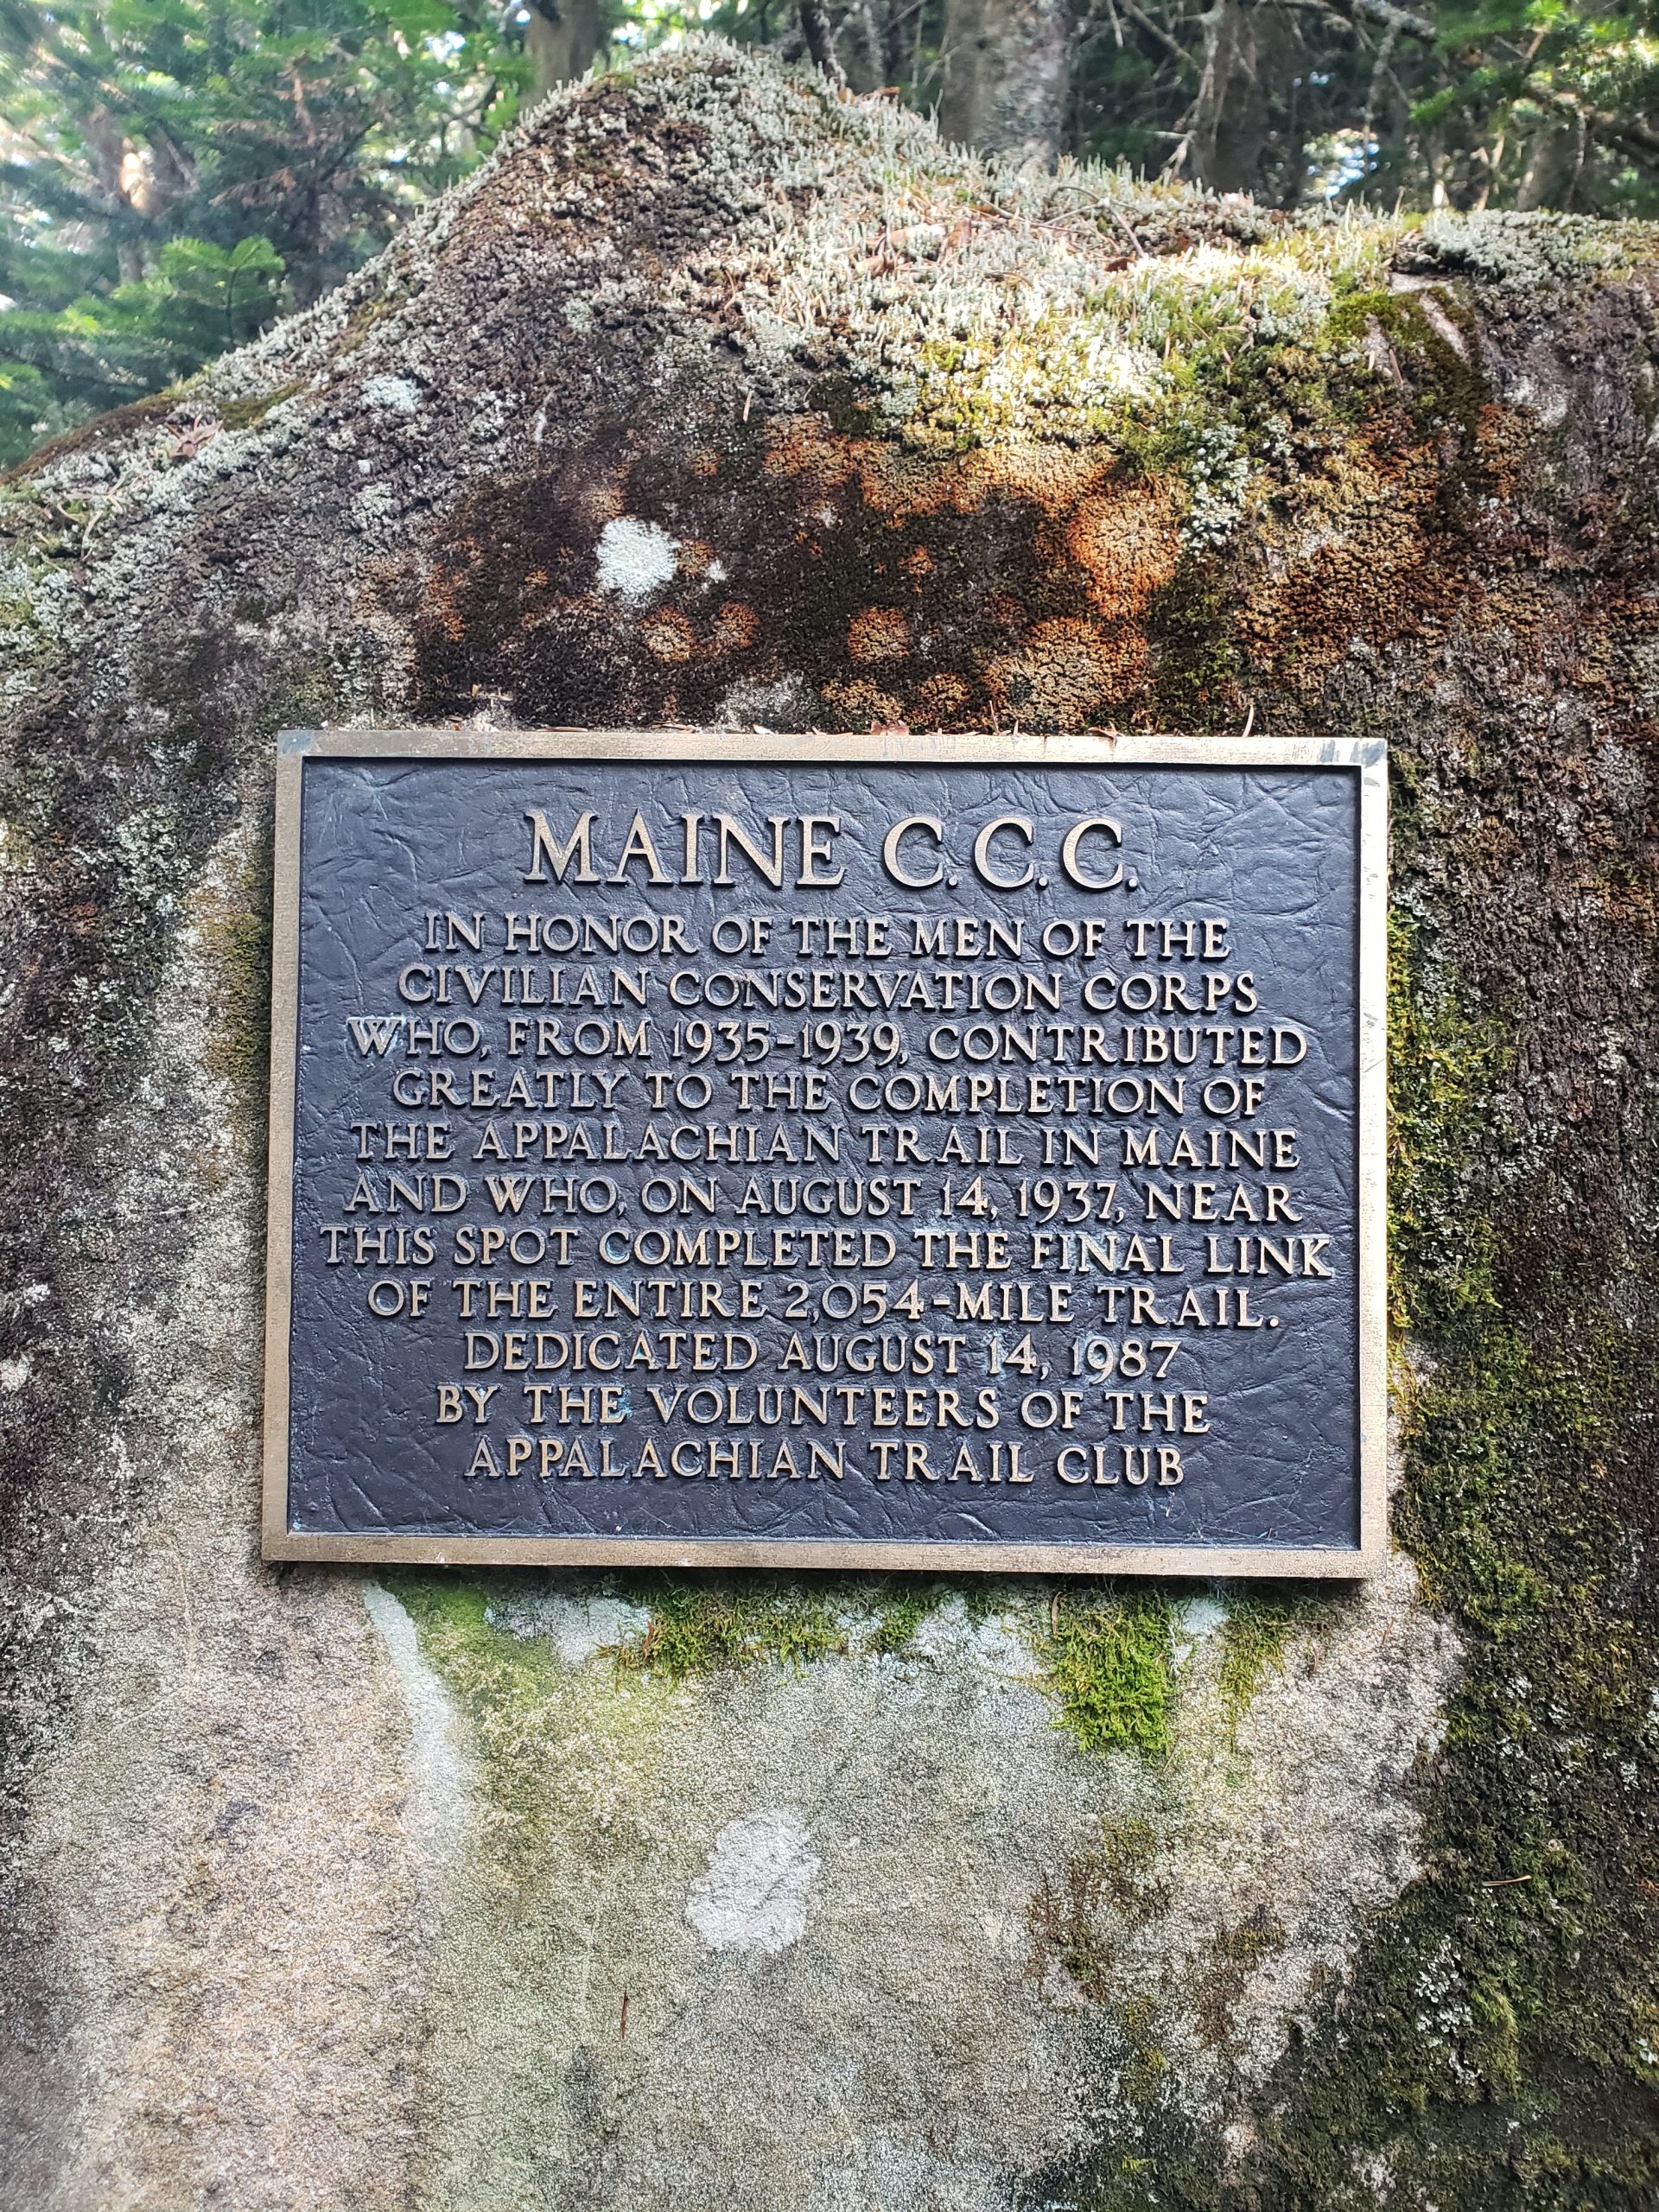 MAINE C.C.C.
IN HONOR OF THE MEN OF THE
CIVILIAN CONSERVATION CORPS
WHO, FROM 1935-1939, CONTRIBUTED
GREATLY TO THE COMPLETION OF
THE APPALACHIAN TRAIL IN MAINE
AND WHO, ON AUGUST 14, 1937, NEAR
THIS SPOT COMPLETED THE FINAL LINK
OF THE ENTIRE 2,054-MILE TRAIL.
DEDICATED AUGUST 14, 1987
BY THE VOLUNTEERS OF THE
APPALACHIAN TRAIL CLUB